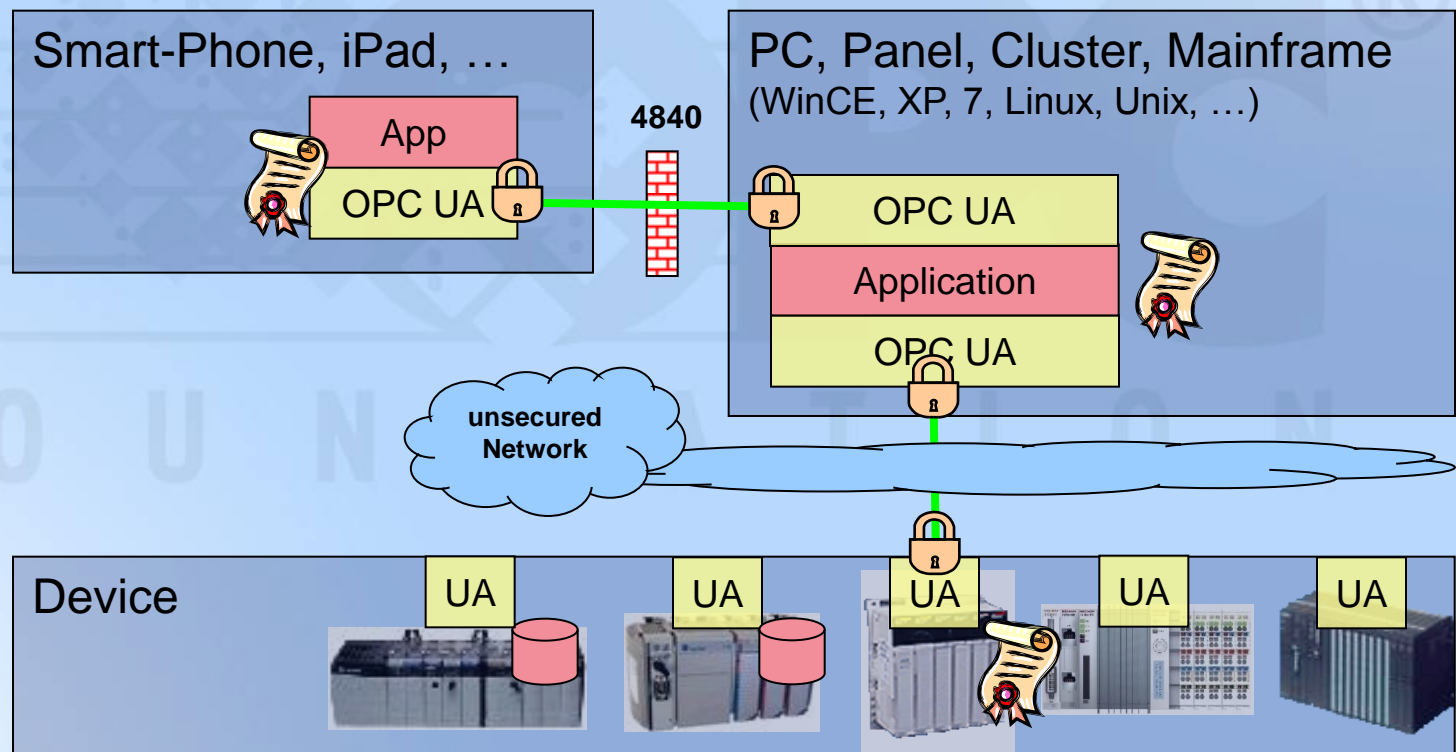 Smart-Phone, iPad, …
App
OPC UA
4840
PC, Panel, Cluster, Mainframe
(WinCE, XP, 7, Linux, Unix, …)
OPC UA
Application
OPC UA
unsecured
Network
O U N A T I O N
Device
UA
UA
UA
UA
UA